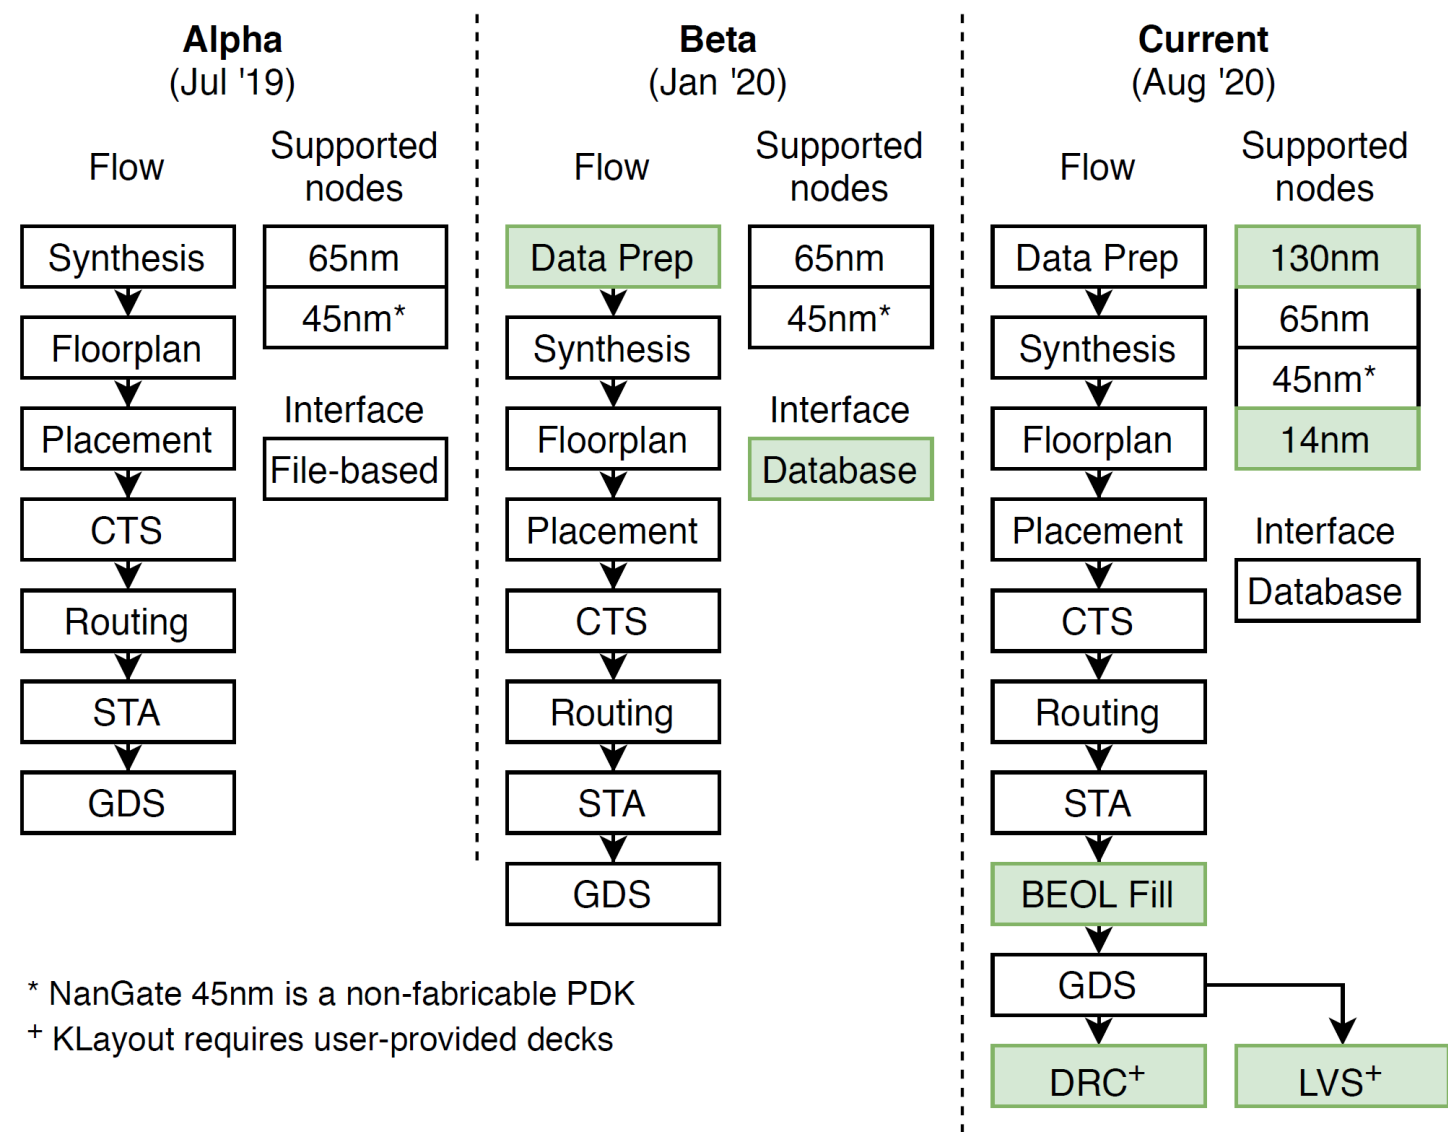 Alpha
(Jul '19)
Flow
Supported
nodes
Synthesis
Floorplan
Placement
CTS
Routing
STA
GDS
65nm
45nm*
Interface
File-based
Beta
(Jan '20)
Flow
Supported
nodes
Data Prep
Synthesis
Floorplan
Placement
CTS
Routing
STA
GDS
65nm
45nm*
Interface
Database
Current
(Aug '20)
Flow
Supported
nodes
Data Prep
Synthesis
Floorplan
Placement
CTS
Routing
STA
BEOL Fill
GDS
DRC+
LVS+
130nm
65nm
45nm*
14nm
Interface
Database
* NanGate 45nm is a non-fabricable PDK
+ KLayout requires user-provided decks